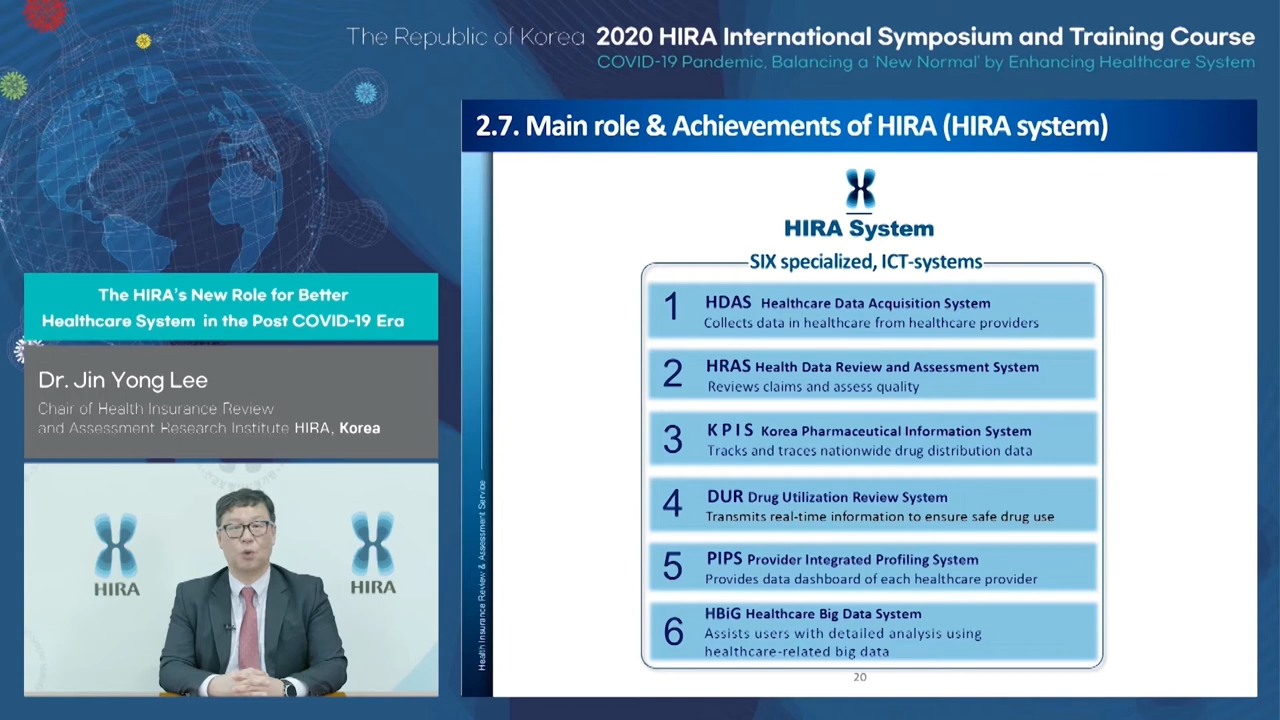 The Republic of Korea 2020 HIRA International Symposium and Training Course
COVID-19 Pandemic, Balancing a 'New Normal' by Enhancing Healthcare System
The HIRA's New Role for Better
Healthcare System in the Post COVID-19 Era
Dr. Jin Yong Lee
Chair of Health Insurance Review
and Assessment Research Institute HIRA, Korea
HIRA
HIRA
2.7. Main role & Achievements of HIRA (HIRA system)
HIRA System
SIX specialized, ICT-systems
1 HDAS Healthcare Data Acquisition System
Collects data in healthcare from healthcare providers
2 HRAS Health Data Review and Assessment System
Reviews claims and assess quality
3 KPIS Korea Pharmaceutical Information System
Tracks and traces nationwide drug distribution data
4 DUR Drug Utilization Review System
Transmits real-time information to ensure safe drug use
5 PIPS Provider Integrated Profiling System
Provides data dashboard of each healthcare provider
6 HBiG Healthcare Big Data System
Assists users with detailed analysis using
healthcare-related big data
20
Health Insurance Review & Assessment Service